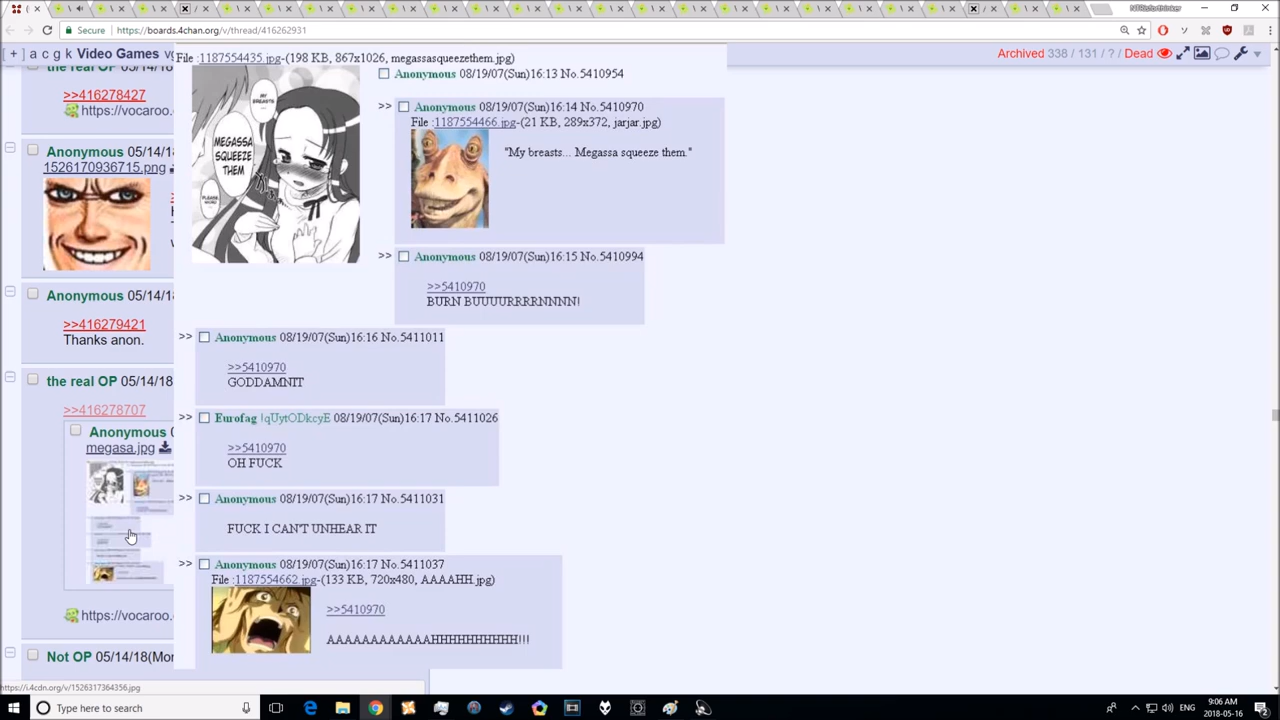 NTRisforthinker
Secure
https://boards.4chan.org/v/thread/416262931
[ + ] a c g k Video Games vg
Archived 338 / 131 / ? / Dead
the real OP 05/14/18
>>416278427
https://vocaroo.
Anonymous 05/14/18
1526170936715.png
Anonymous 05/14/18
>>416279421
Thanks anon.
the real OP 05/14/18
>>416278707
Anonymous
megasa.jpg
https://vocaroo.
Not OP 05/14/18(Mon
https://i.4cdn.org/v/1526317364356.jpg
File :1187554435.jpg-(198 KB, 867x1026, megassasqueezethem.jpg)
MY BREASTS...
MEGASSA SQUEEZE THEM
PLEASE,
Anonymous 08/19/07(Sun)16:13 No.5410954
>> Anonymous 08/19/07(Sun)16:14 No.5410970
File :1187554466.jpg-(21 KB, 289x372, jarjar.jpg)
"My breasts... Megassa squeeze them."
>> Anonymous 08/19/07(Sun)16:15 No.5410994
>>5410970
BURN BUUUURRRRNNNN!
>> Anonymous 08/19/07(Sun)16:16 No.5411011
>>5410970
GODDAMNIT
>> Eurofag !qUytODkcyE 08/19/07(Sun)16:17 No.5411026
>>5410970
OH FUCK
>> Anonymous 08/19/07(Sun)16:17 No.5411031
FUCK I CAN'T UNHEAR IT
>> Anonymous 08/19/07(Sun)16:17 No.5411037
File :1187554662.jpg-(133 KB, 720x480, AAAAHH.jpg)
>>5410970
AAAAAAAAAAAAHHHHHHHHHH!!!
Type here to search
ENG
9:06 AM
2018-05-16